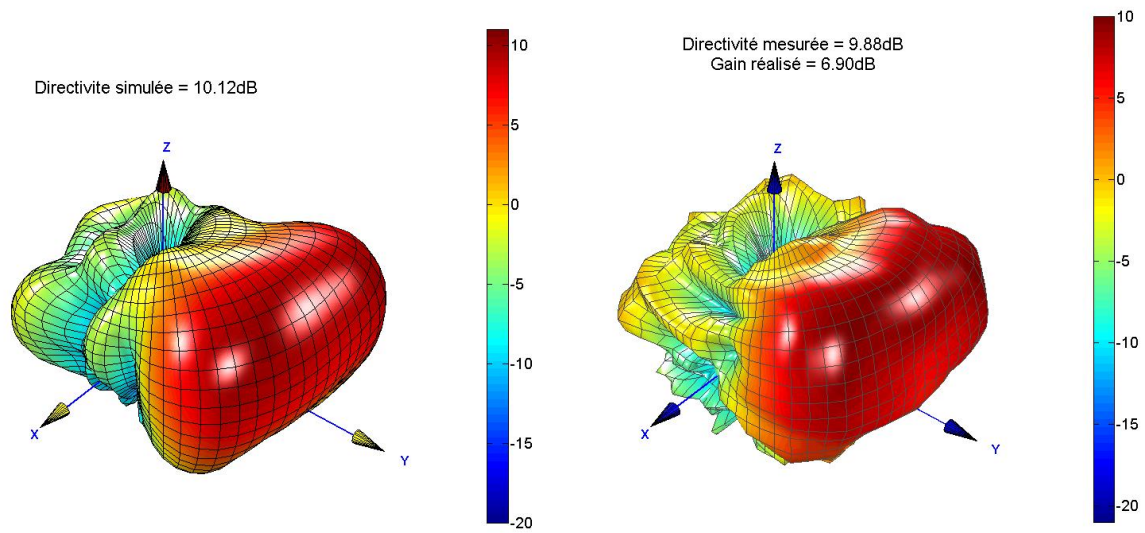 Directivite simulée = 10.12dB
10
5
0
-5
-10
-15
-20
Z
X
Y
Directivité mesurée = 9.88dB
Gain réalisé = 6.90dB
10
5
0
-5
-10
-15
-20
Z
X
Y